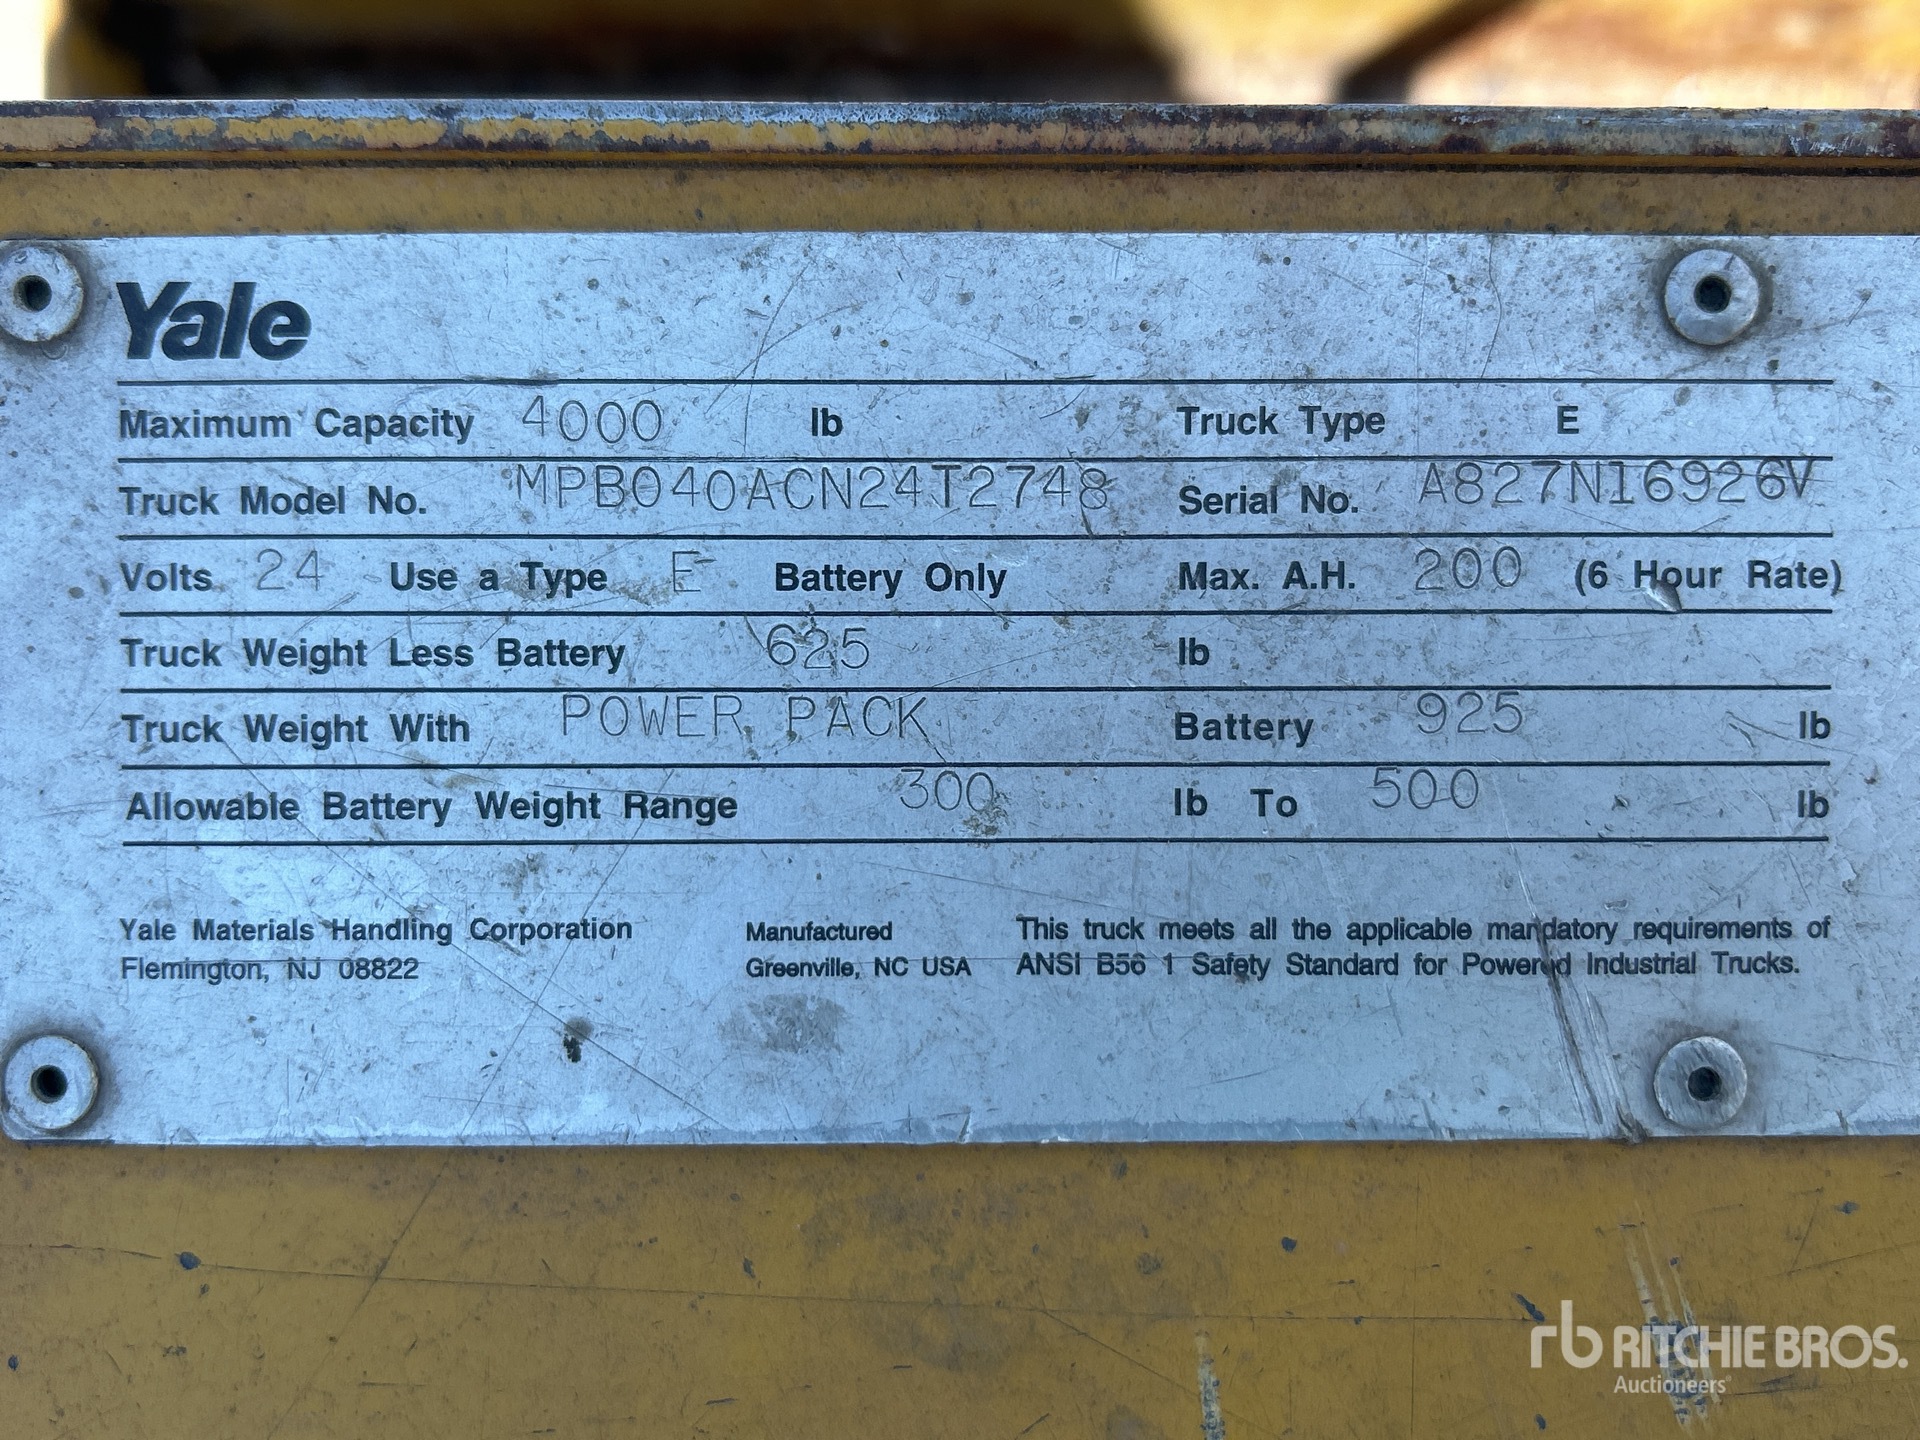 Yale
Maximum Capacity 4000 lb Truck Type E
Truck Model No. MPB040ACN24T2748 Serial No. A827N16926V
Volts 24 Use a Type E Battery Only Max. A.H. 200 (6 Hour Rate)
Truck Weight Less Battery 625 lb
Truck Weight With POWER PACK Battery 925 lb
Allowable Battery Weight Range 300 lb To 500 lb
Yale Materials Handling Corporation
Flemington, NJ 08822
Manufactured
Greenville, NC USA
This truck meets all the applicable mandatory requirements of
ANSI B56 1 Safety Standard for Powered Industrial Trucks.
rb RITCHIE BROS.
Auctioneers